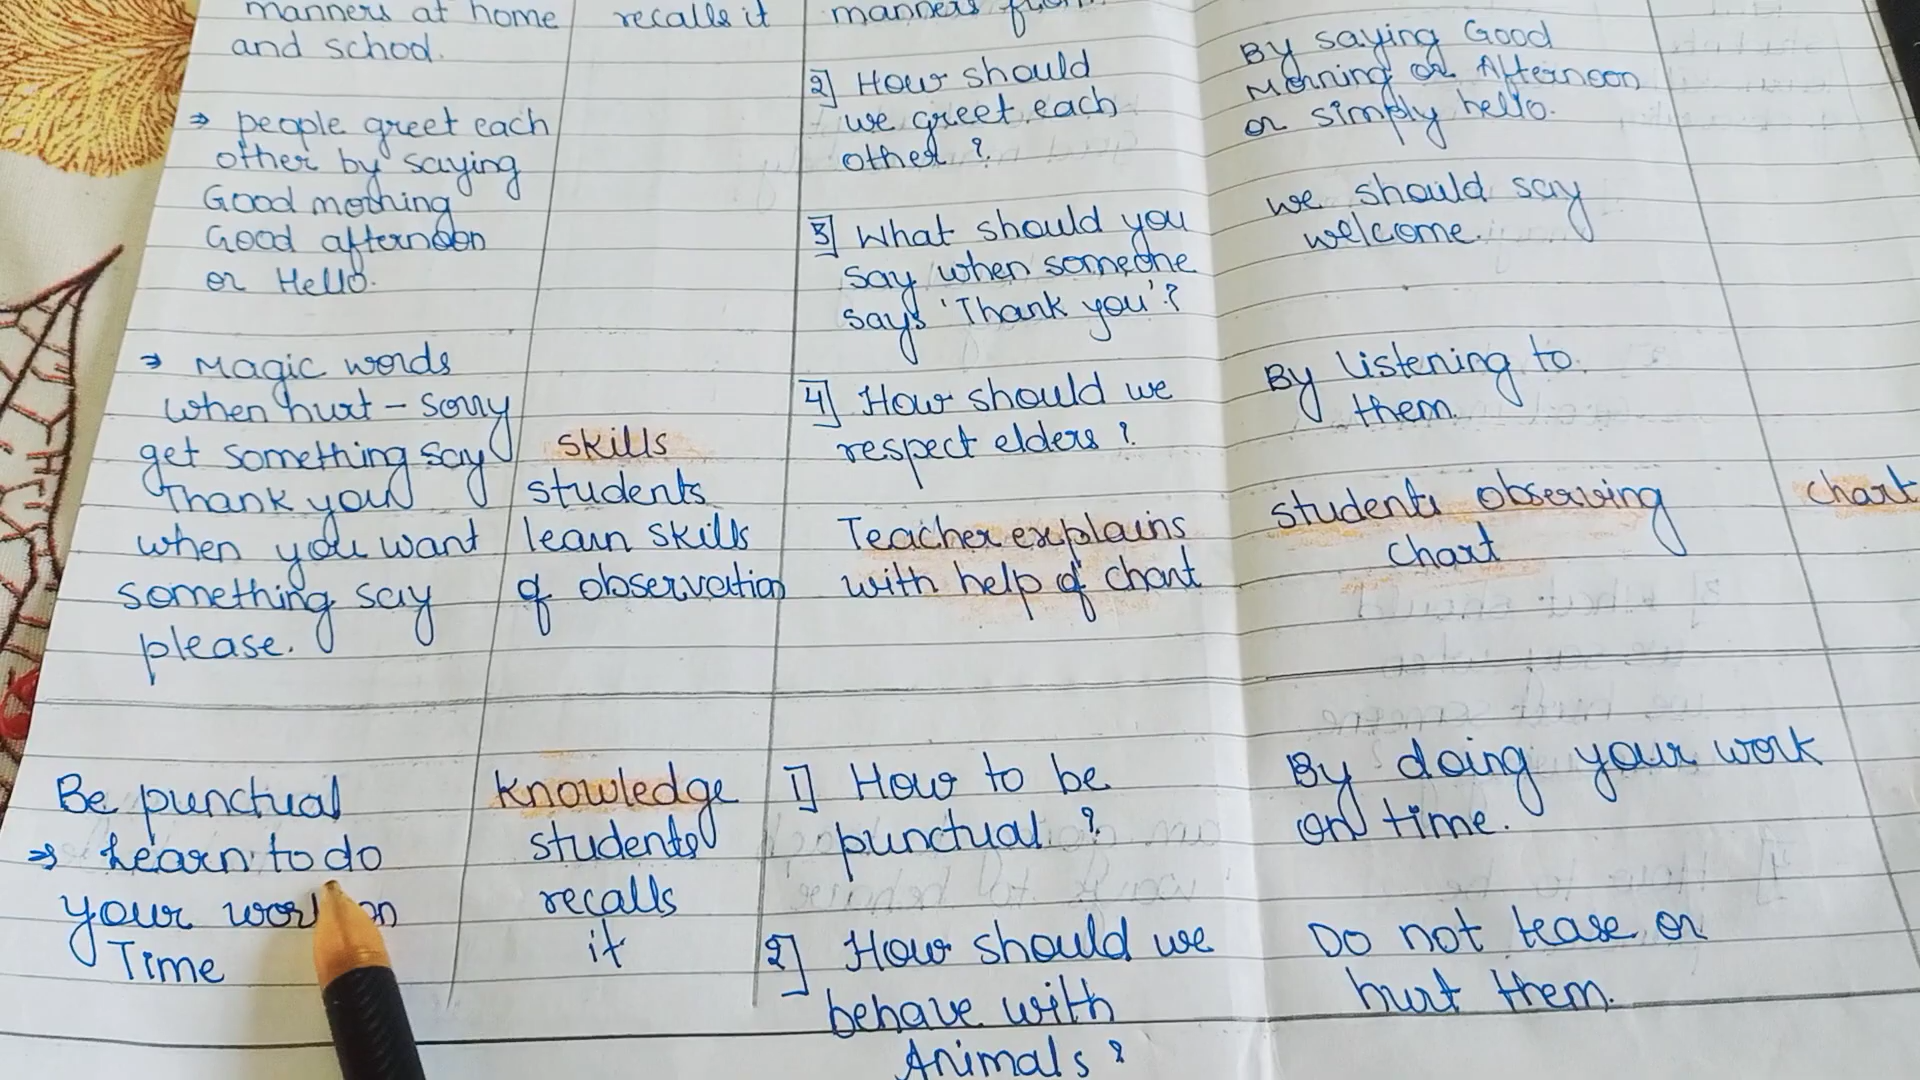 manners at home
and school.
⇒ people greet each
other by saying
Good morning
Good afternoon
or Hello.
⇒ Magic words
when hurt - sorry
get something say
Thank you
when you want
something say
please.
Be punctual
⇒ Learn to do
your work on
Time
recalls it
skills
students
learn skills
of observation
knowledge
students
recalls
it
manners
2] How should
we greet each
other ?
3] What should you
say when someone
says 'Thank you'?
4] How should we
respect elders ?
Teacher explains
with help of chart
1] How to be
punctual ?
2] How should we
behave with
Animals ?
By saying Good
Morning or Afternoon
or simply hello.
we should say
welcome.
By listening to
them.
students observing
chart
By doing your work
on time.
Do not tease or
hurt them.
chart